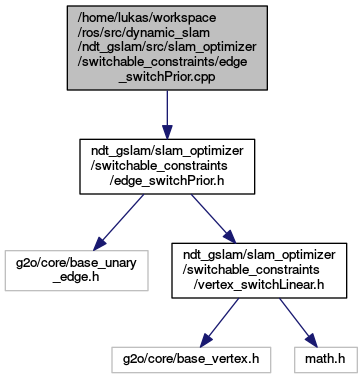 /home/lukas/workspace
/ros/src/dynamic_slam
/ndt_gslam/src/slam_optimizer
/switchable_constraints/edge
_switchPrior.cpp
ndt_gslam/slam_optimizer
/switchable_constraints
/edge_switchPrior.h
g2o/core/base_unary
_edge.h
ndt_gslam/slam_optimizer
/switchable_constraints
/vertex_switchLinear.h
g2o/core/base_vertex.h
math.h